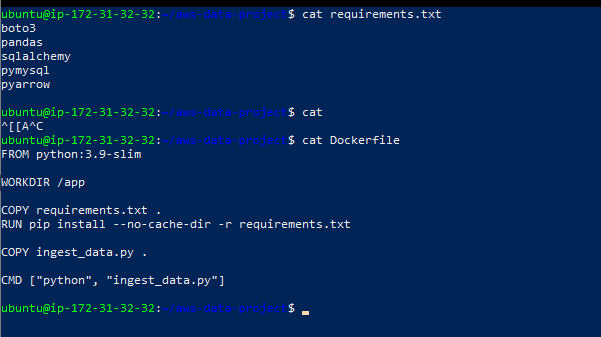 ubuntu@ip-172-31-32-32:~/aws-data-project$ cat requirements.txt
boto3
pandas
sqlalchemy
pymysql
pyarrow
ubuntu@ip-172-31-32-32:~/aws-data-project$ cat
^[[A^C
ubuntu@ip-172-31-32-32:~/aws-data-project$ cat Dockerfile
FROM python:3.9-slim
WORKDIR /app
COPY requirements.txt .
RUN pip install --no-cache-dir -r requirements.txt
COPY ingest_data.py .
CMD ["python", "ingest_data.py"]
ubuntu@ip-172-31-32-32:~/aws-data-project$